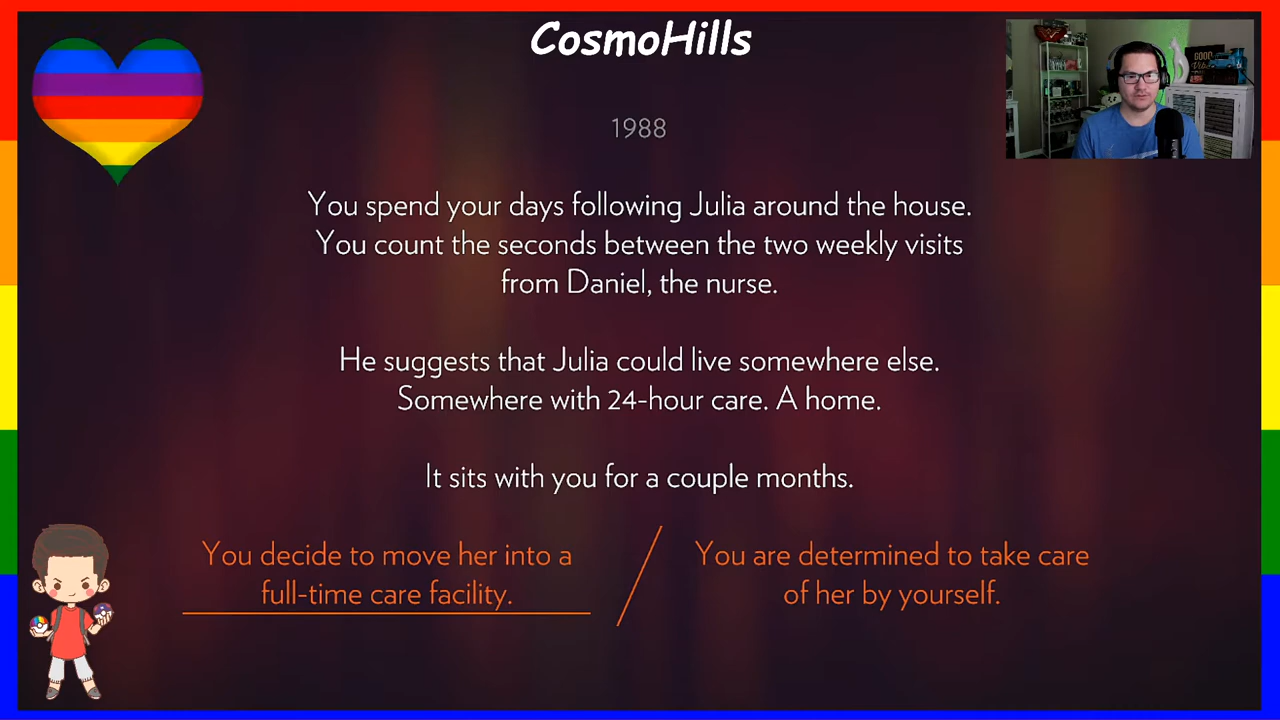 CosmoHills
GOOD
1988
You spend your days following Julia around the house.
You count the seconds between the two weekly visits
from Daniel, the nurse.
He suggests that Julia could live somewhere else.
Somewhere with 24-hour care. A home.
It sits with you for a couple months.
You decide to move her into a
full-time care facility.
You are determined to take care
of her by yourself.